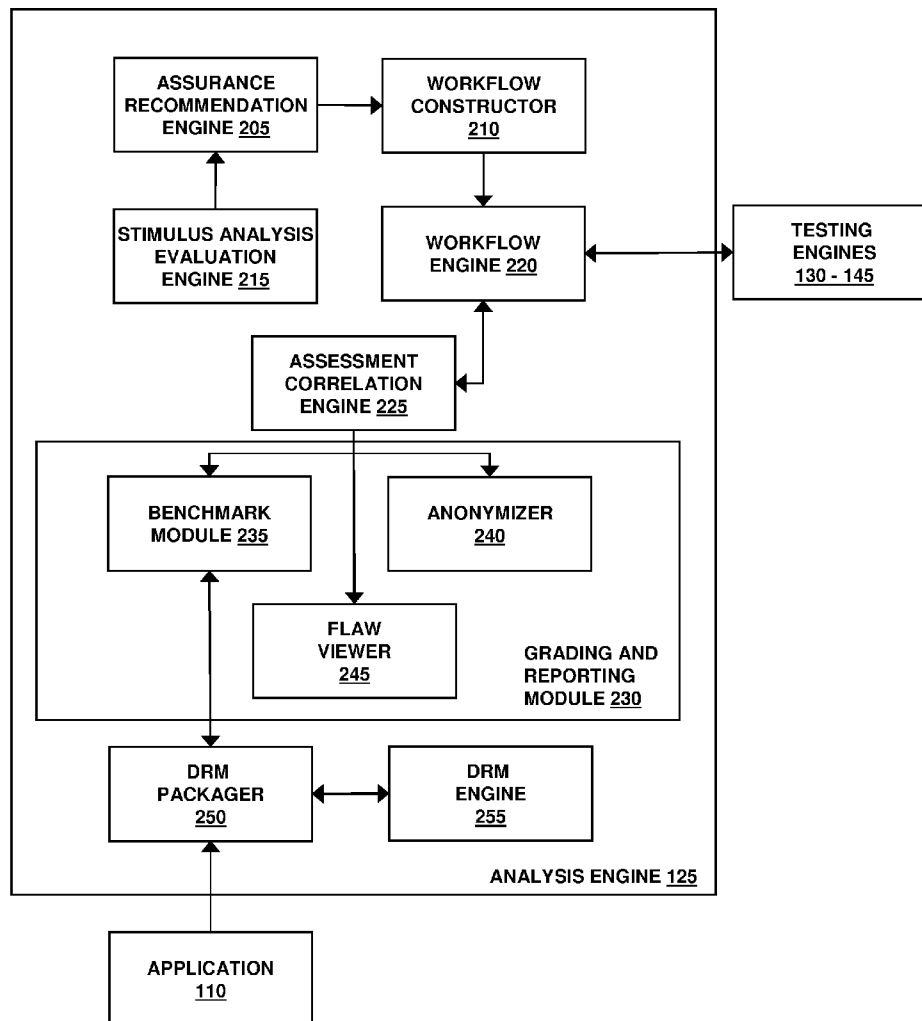 ASSURANCE
RECOMMENDATION
ENGINE 205
WORKFLOW
CONSTRUCTOR
210
STIMULUS ANALYSIS
EVALUATION
ENGINE 215
WORKFLOW
ENGINE 220
TESTING
ENGINES
130 - 145
ASSESSMENT
CORRELATION
ENGINE 225
BENCHMARK
MODULE 235
ANONYMIZER
240
FLAW
VIEWER
245
GRADING AND
REPORTING
MODULE 230
DRM
PACKAGER
250
DRM
ENGINE
255
ANALYSIS ENGINE 125
APPLICATION
110